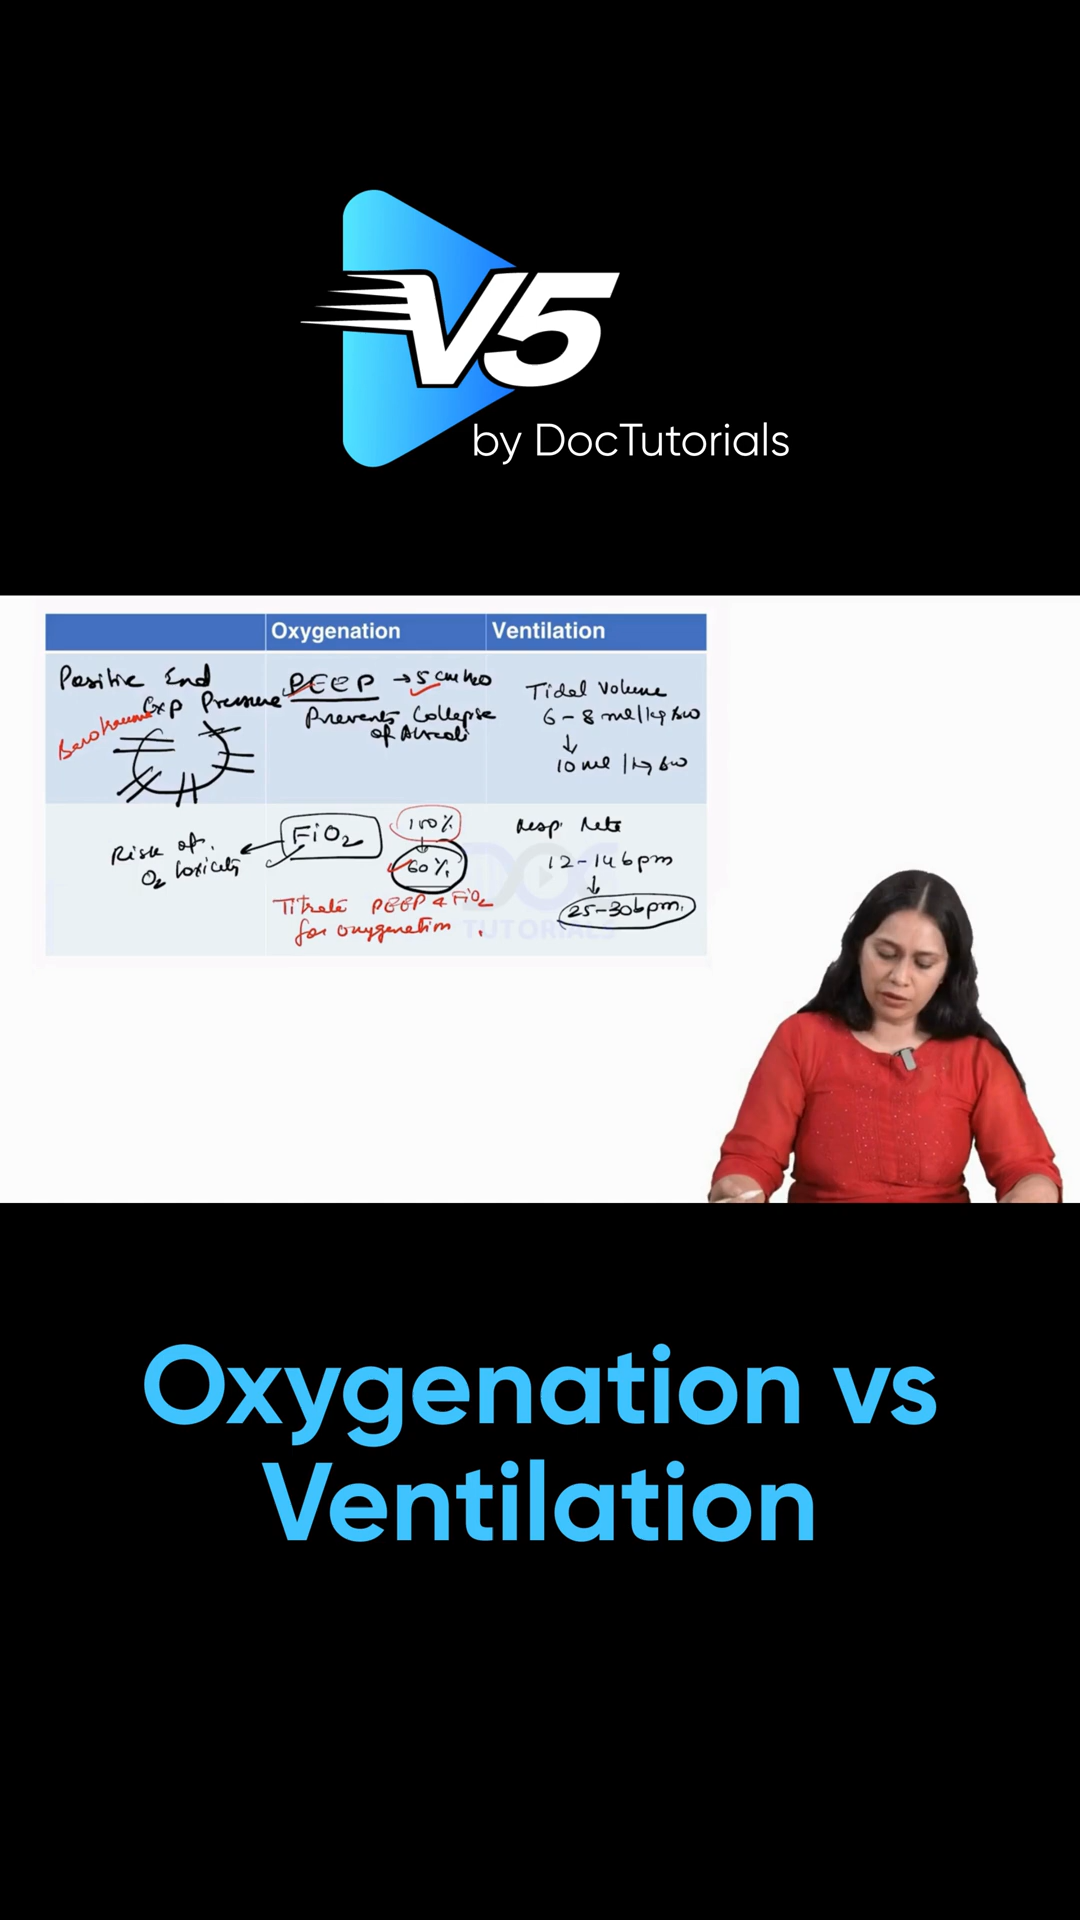 V5
by DocTutorials
Oxygenation
Ventilation
Positive End
Exp Pressure
Barotrauma
PEEP → 5 cm H2O
Prevents Collapse
of Alveoli
Tidal Volume
6-8 ml/kg BW
↓
10 ml/kg BW
Risk of
O2 toxicity
FiO2
100%
↓
60%
Titrate PEEP & FiO2
for oxygenation
Resp Rate
12-14 bpm
↓
25-30 bpm.
DOC
TUTORIALS
Oxygenation vs
Ventilation